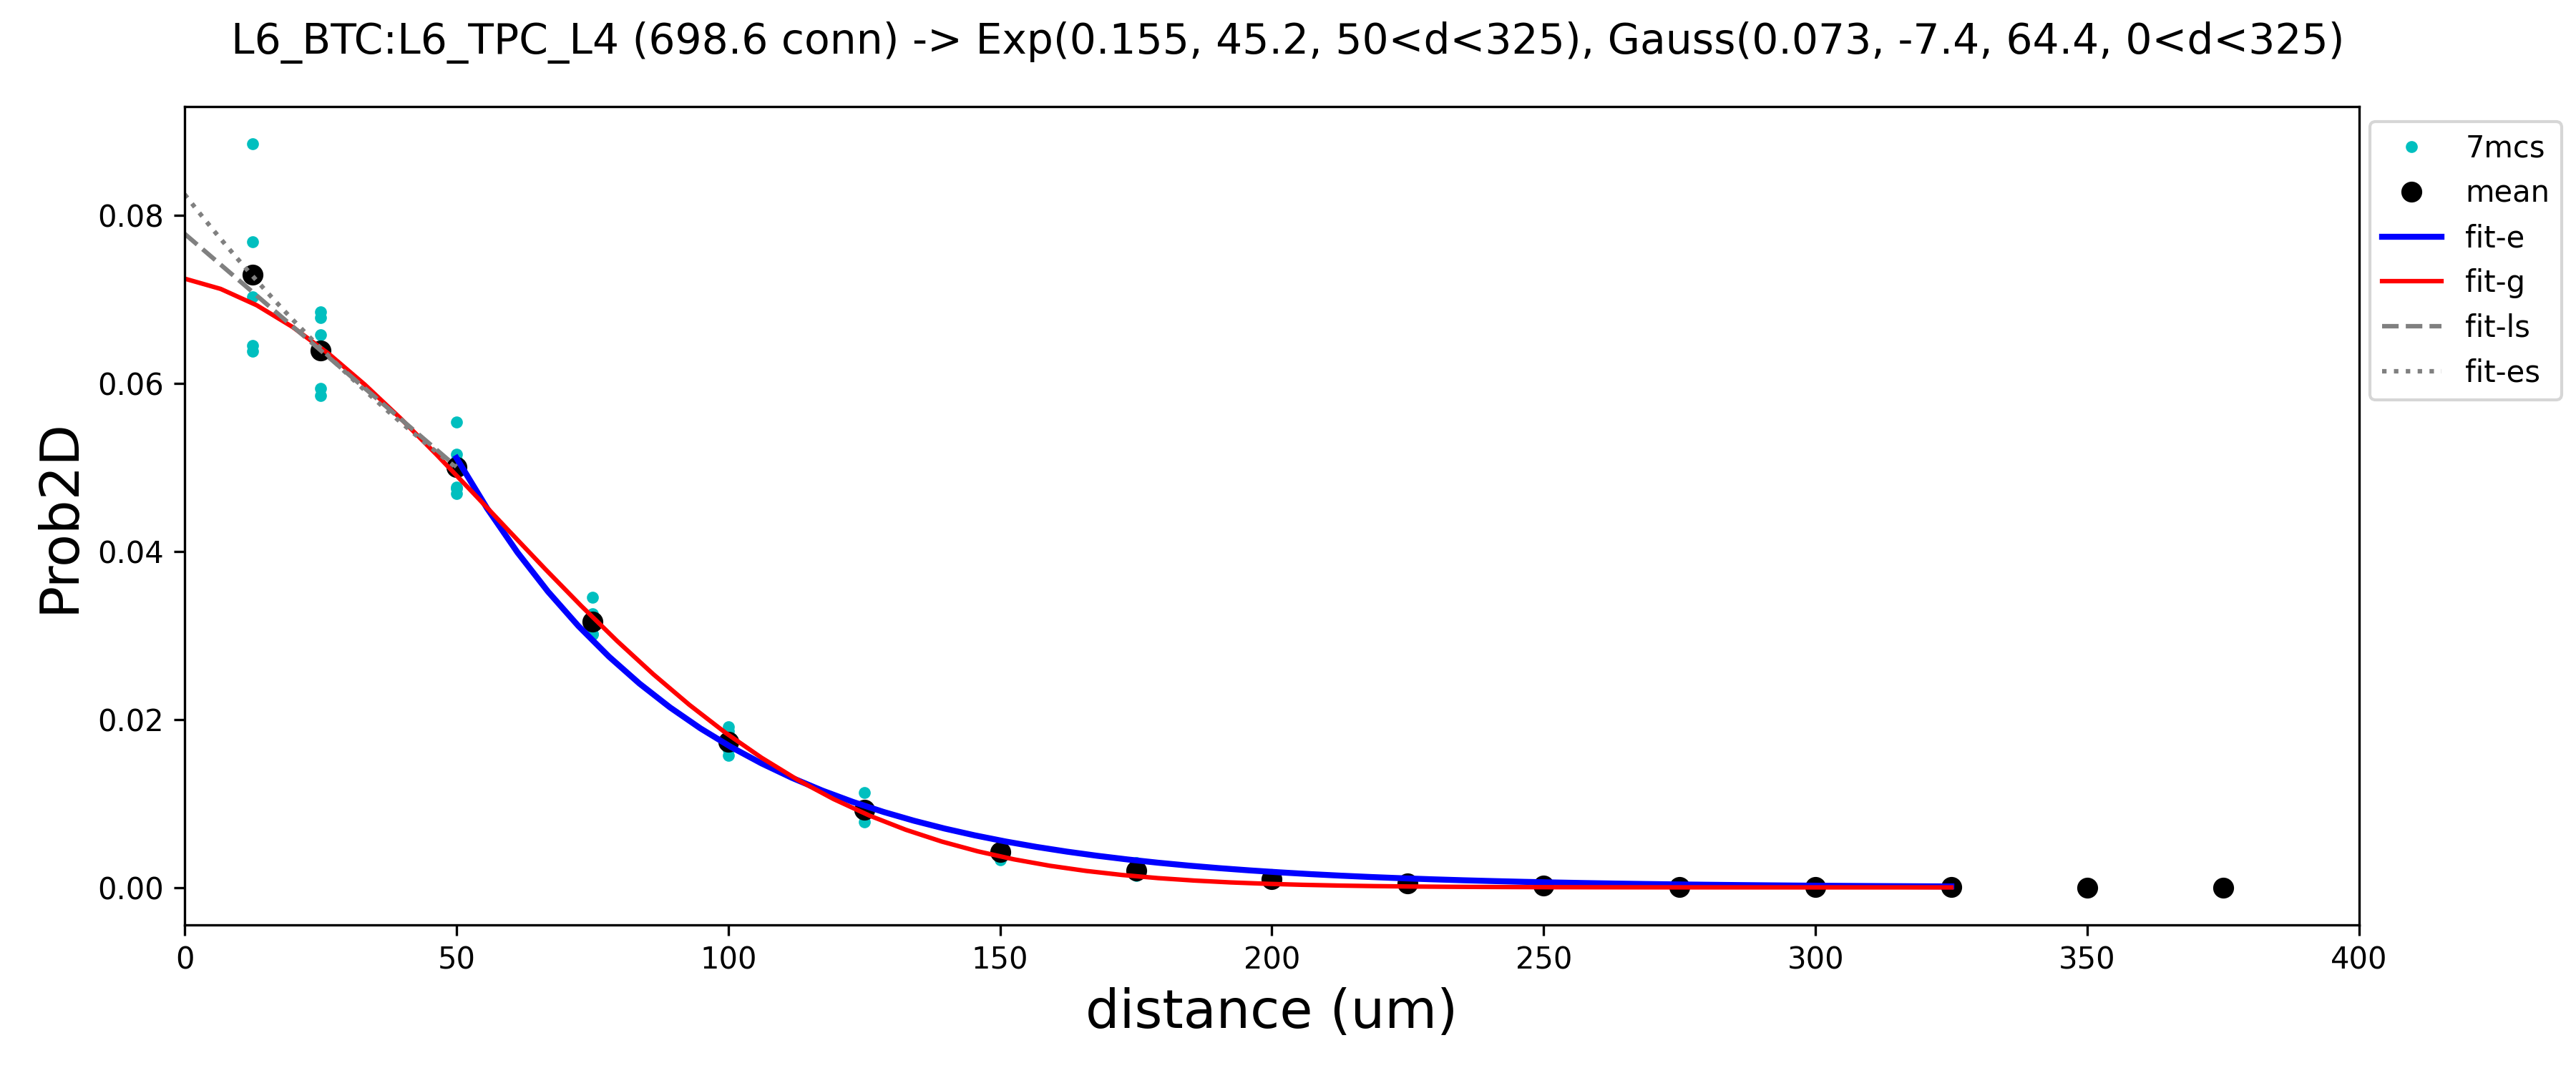 L6_BTC:L6_TPC_L4 (698.6 conn) -> Exp(0.155, 45.2, 50<d<325), Gauss(0.073, -7.4, 64.4, 0<d<325)
7mcs
mean
fit-e
fit-g
fit-ls
fit-es
Prob2D
0.08
0.06
0.04
0.02
0.00
0 50 100 150 200 250 300 350 400
distance (um)